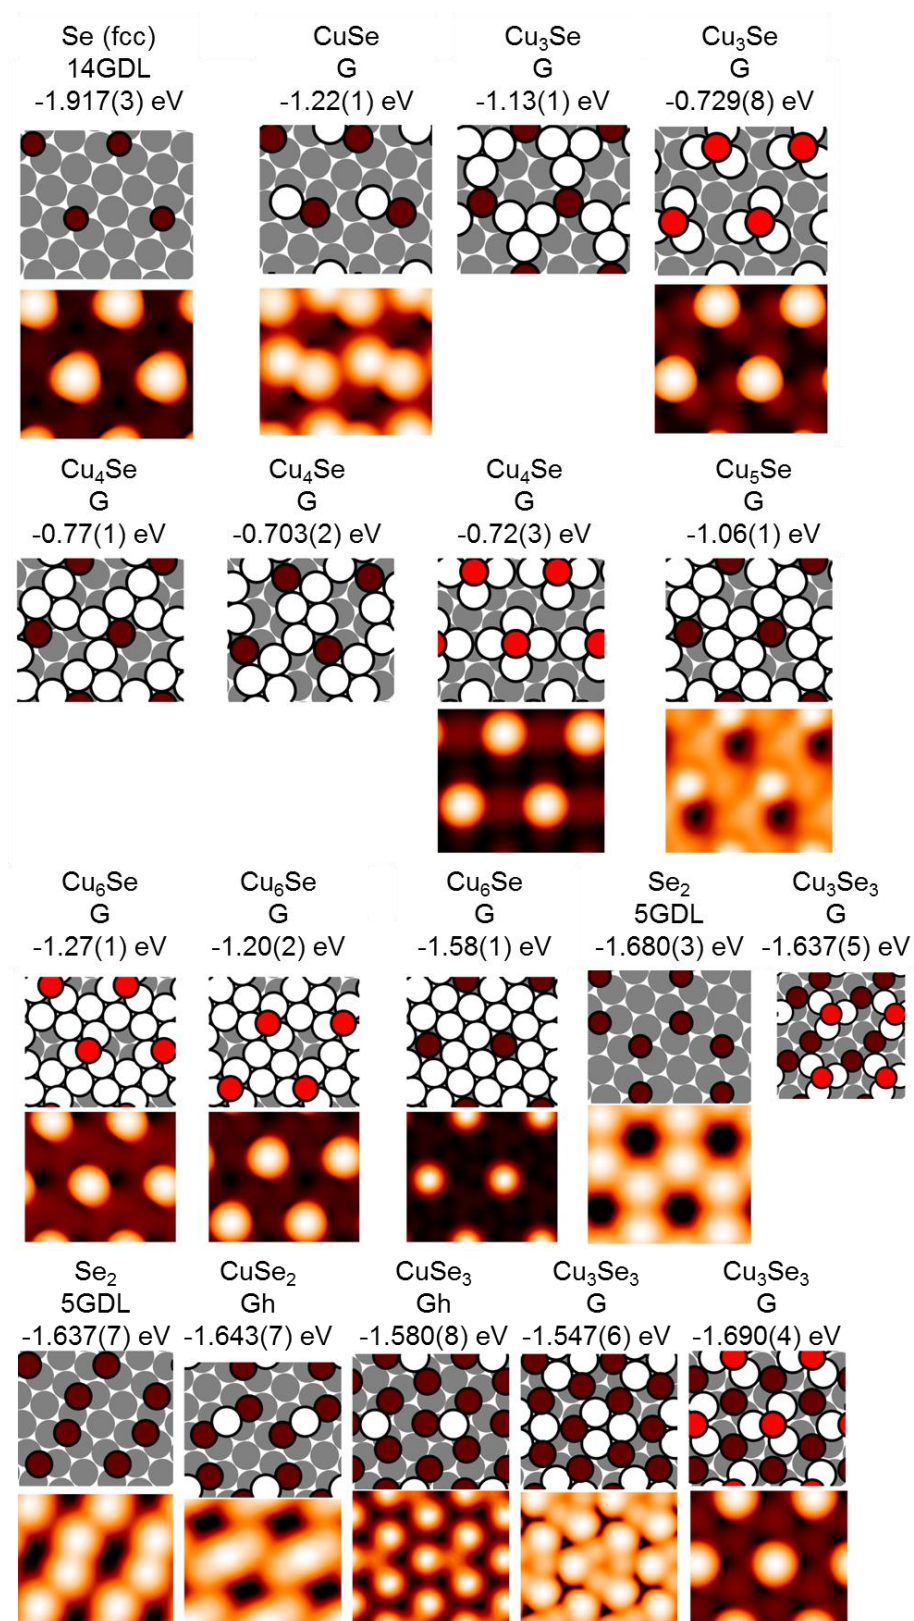 Se (fcc)
14GDL
-1.917(3) eV
CuSe
G
-1.22(1) eV
Cu₃Se
G
-1.13(1) eV
Cu₃Se
G
-0.729(8) eV
Cu₄Se
G
-0.77(1) eV
Cu₄Se
G
-0.703(2) eV
Cu₄Se
G
-0.72(3) eV
Cu₅Se
G
-1.06(1) eV
Cu₆Se
G
-1.27(1) eV
Cu₆Se
G
-1.20(2) eV
Cu₆Se
G
-1.58(1) eV
Se₂
5GDL
-1.680(3) eV
Cu₃Se₃
G
-1.637(5) eV
Se₂
5GDL
-1.637(7) eV
CuSe₂
Gh
-1.643(7) eV
CuSe₃
Gh
-1.580(8) eV
Cu₃Se₃
G
-1.547(6) eV
Cu₃Se₃
G
-1.690(4) eV